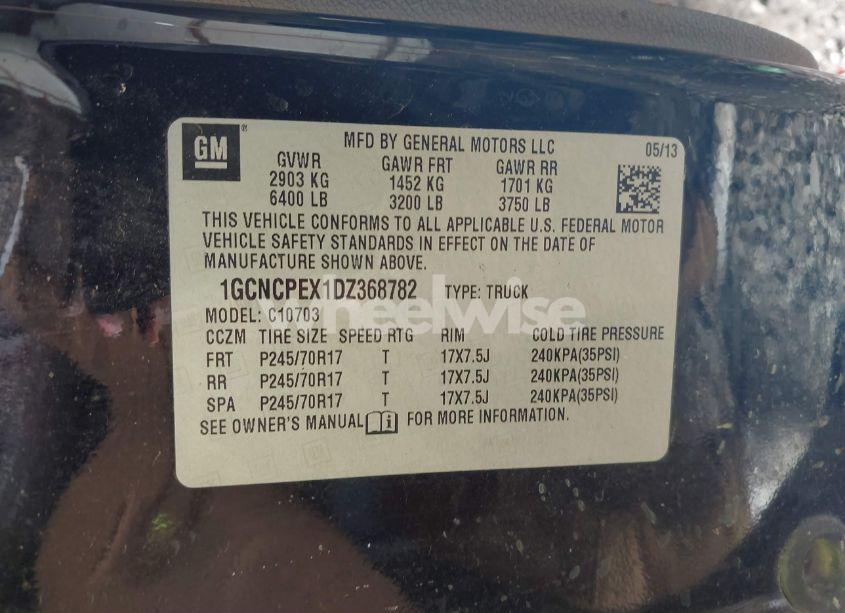 GM
®
MFD BY GENERAL MOTORS LLC
05/13
GVWR GAWR FRT GAWR RR
2903 KG 1452 KG 1701 KG
6400 LB 3200 LB 3750 LB
THIS VEHICLE CONFORMS TO ALL APPLICABLE U.S. FEDERAL MOTOR
VEHICLE SAFETY STANDARDS IN EFFECT ON THE DATE OF
MANUFACTURE SHOWN ABOVE.
1GCNCPEX1DZ368782 TYPE: TRUCK
MODEL: C10703
CCZM TIRE SIZE SPEED RTG RIM COLD TIRE PRESSURE
FRT P245/70R17 T 17X7.5J 240KPA(35PSI)
RR P245/70R17 T 17X7.5J 240KPA(35PSI)
SPA P245/70R17 T 17X7.5J 240KPA(35PSI)
SEE OWNER'S MANUAL FOR MORE INFORMATION.
wheelwise